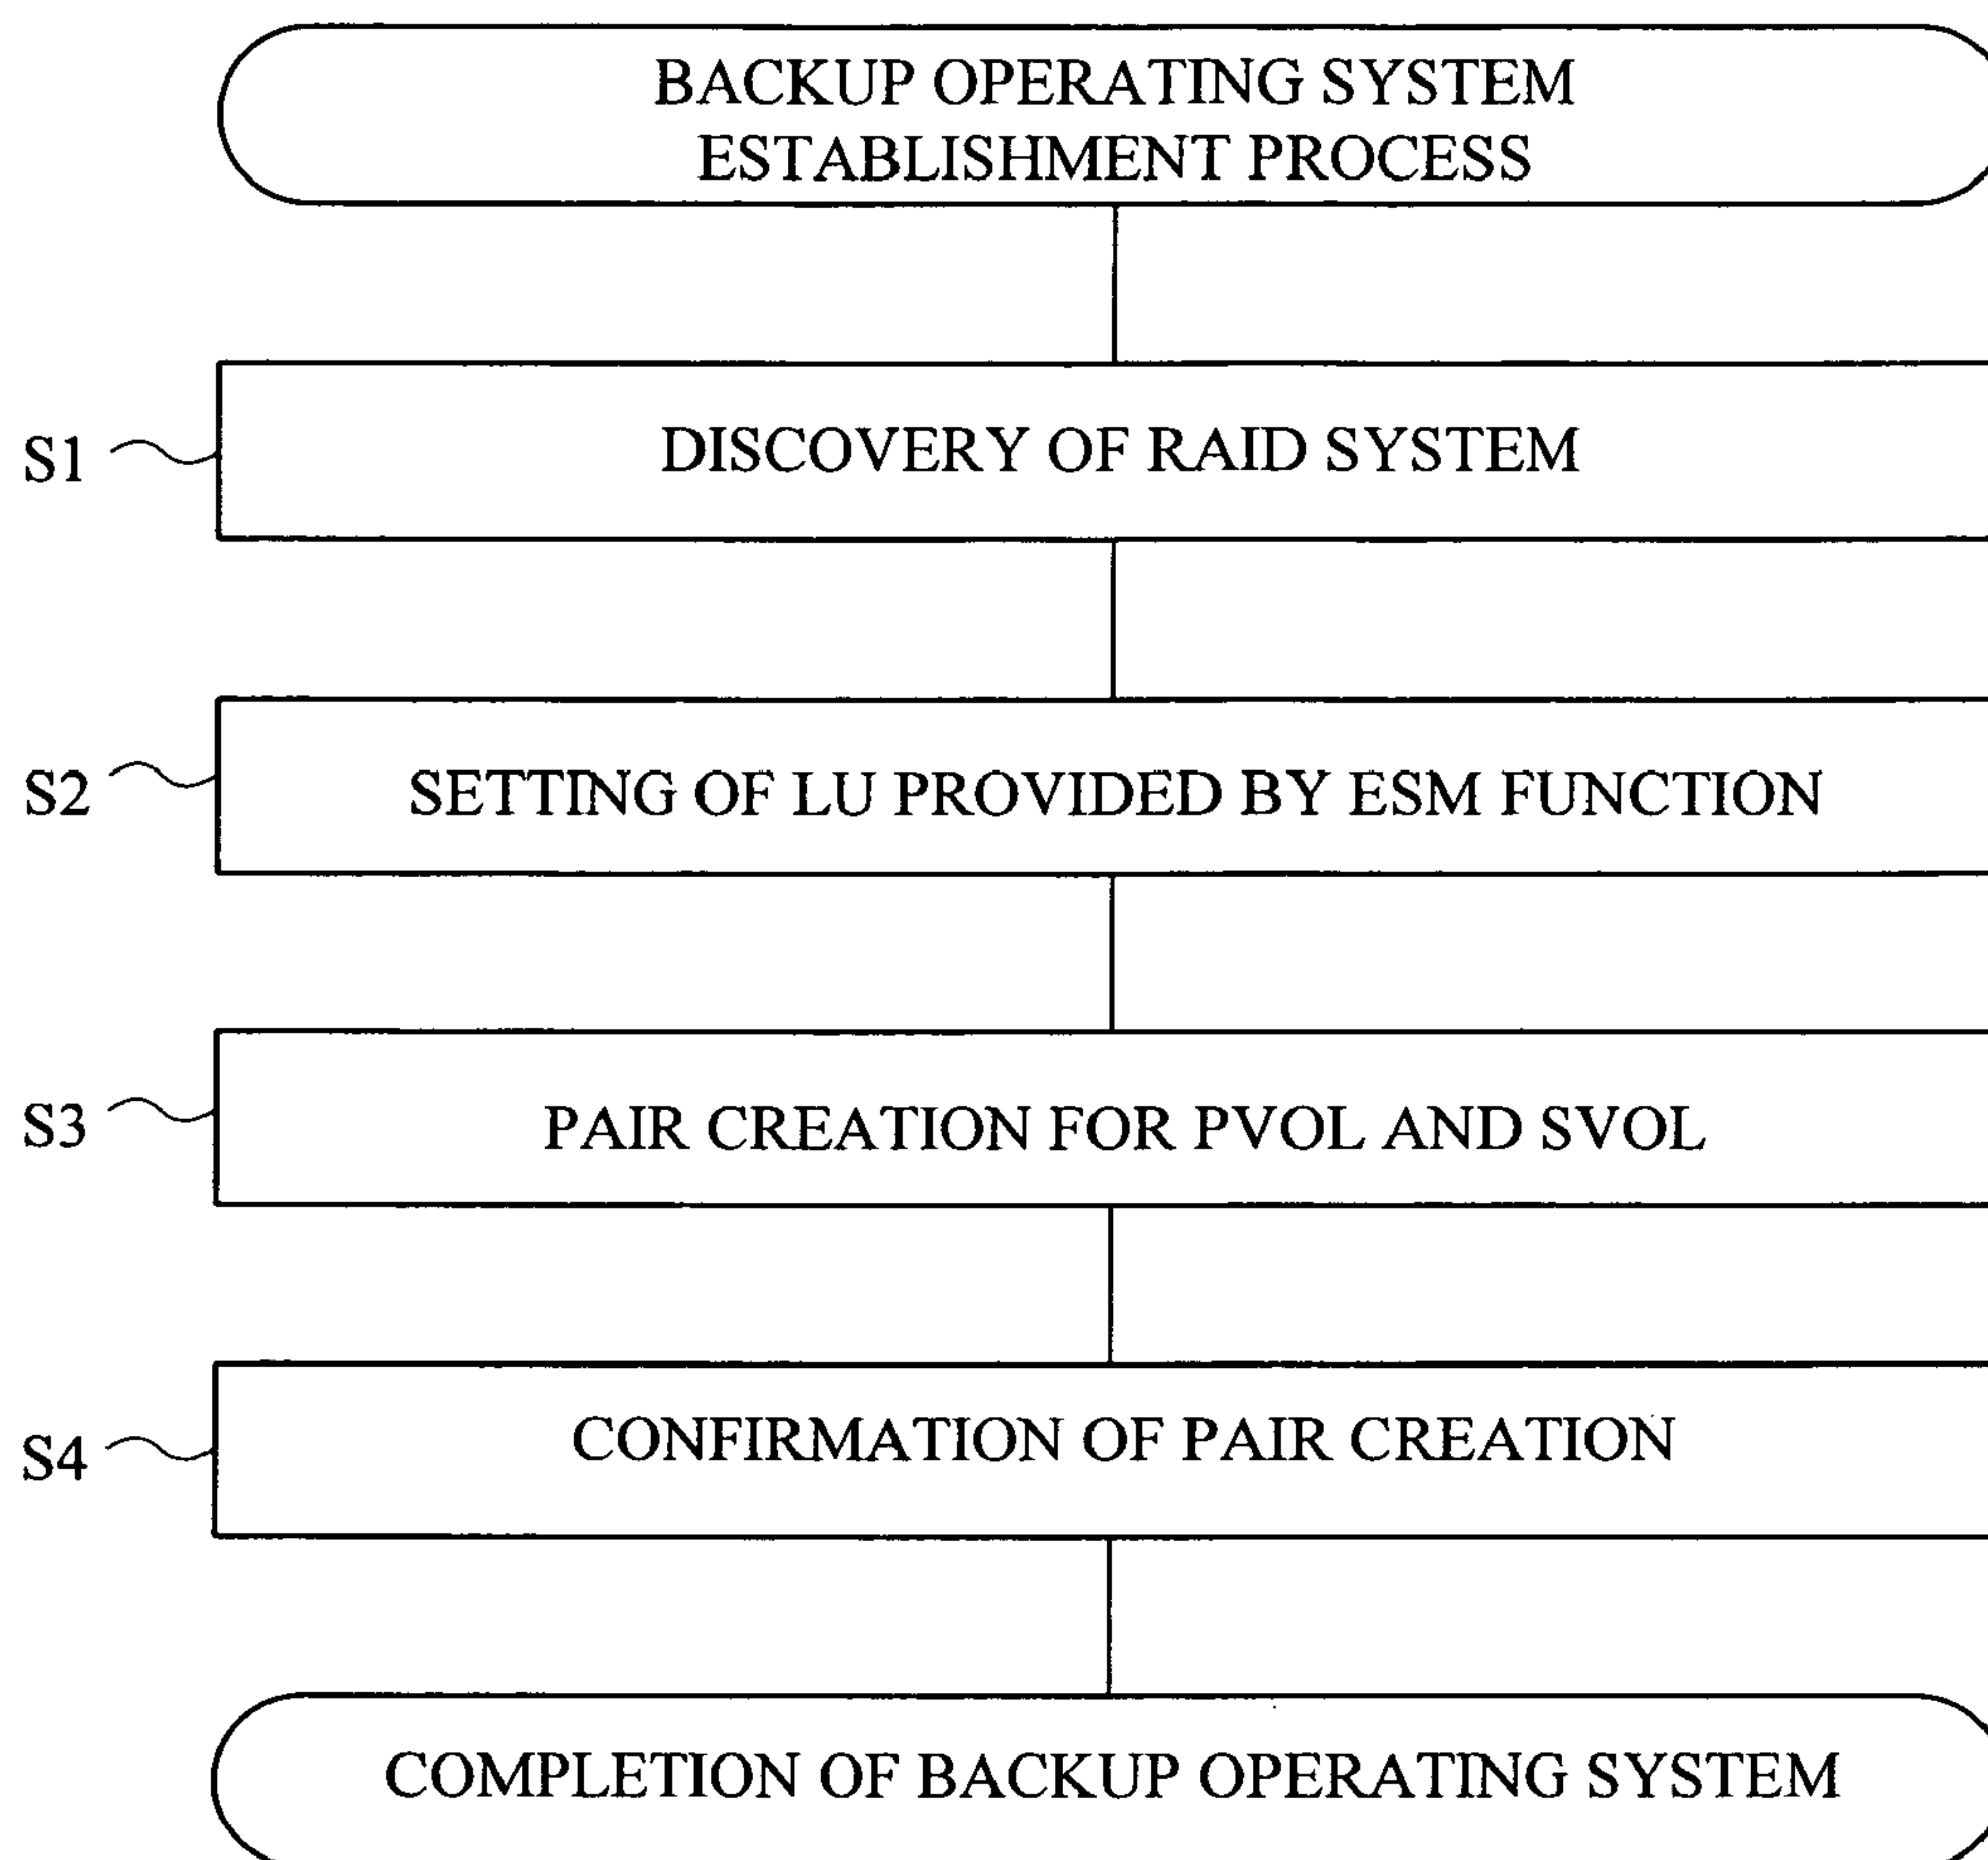 BACKUP OPERATING SYSTEM
ESTABLISHMENT PROCESS
S1
DISCOVERY OF RAID SYSTEM
S2
SETTING OF LU PROVIDED BY ESM FUNCTION
S3
PAIR CREATION FOR PVOL AND SVOL
S4
CONFIRMATION OF PAIR CREATION
COMPLETION OF BACKUP OPERATING SYSTEM